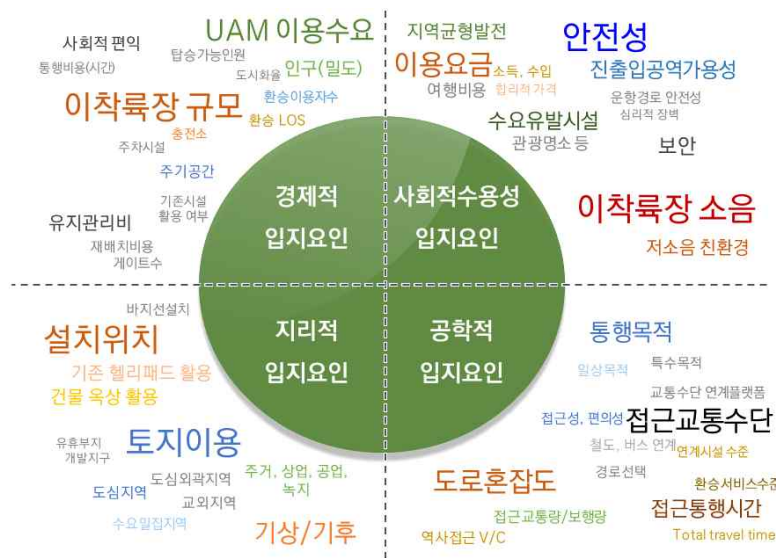 UAM 이용수요
사회적 편익
탑승가능인원
통행비용(시간)
도시화율
인구(밀도)
이착륙장 규모
환승이용자수
충전소
환승 LOS
주차시설
주기공간
기존시설
활용 여부
유지관리비
재배치비용
게이트수
경제적
입지요인
지역균형발전
안전성
이용요금
소득, 수입
진출입공역가용성
여행비용
합리적 가격
운항경로 안전성
수요유발시설
심리적 장벽
관광명소 등
보안
사회적수용성
입지요인
이착륙장 소음
저소음 친환경
바지선설치
설치위치
기존 헬리패드 활용
건물 옥상 활용
지리적
입지요인
유휴부지
개발지구
토지이용
도심외곽지역
도심지역
교외지역
수요밀집지역
주거, 상업, 공업,
녹지
기상/기후
공학적
입지요인
통행목적
일상목적
특수목적
교통수단 연계플랫폼
접근성, 편의성
접근교통수단
철도, 버스 연계
연계시설 수준
경로선택
도로혼잡도
환승서비스수준
접근교통량/보행량
접근통행시간
역사접근 V/C
Total travel time